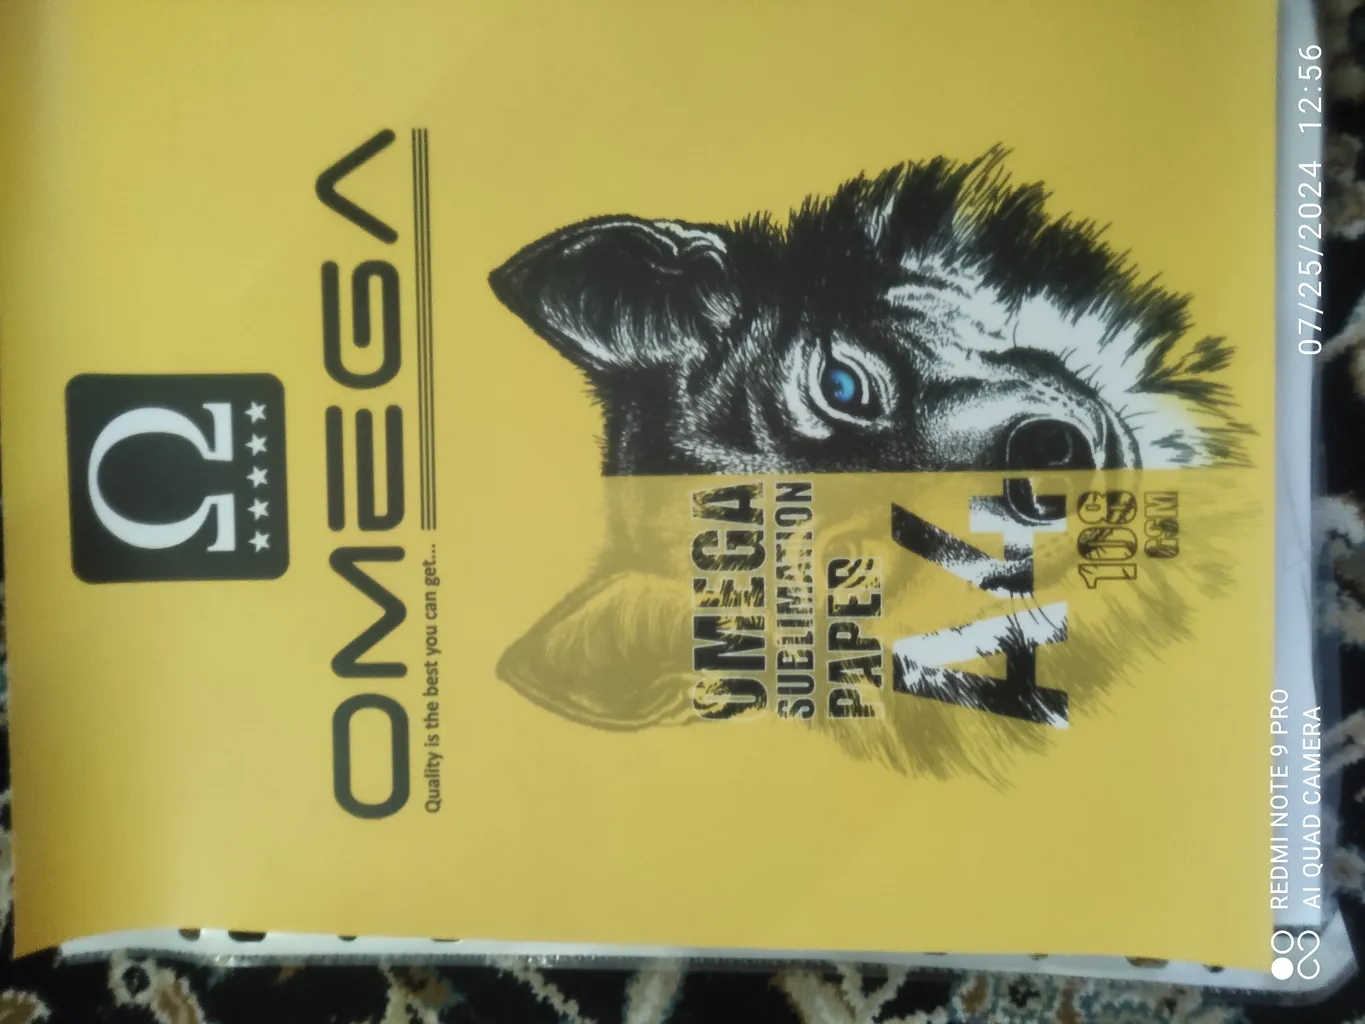 Ω
OMEGA
Quality is the best you can get...
OMEGA
SUBLIMATION
PAPER
A4
100
GSM
REDMI NOTE 9 PRO
AI QUAD CAMERA
07/25/2024 12:56